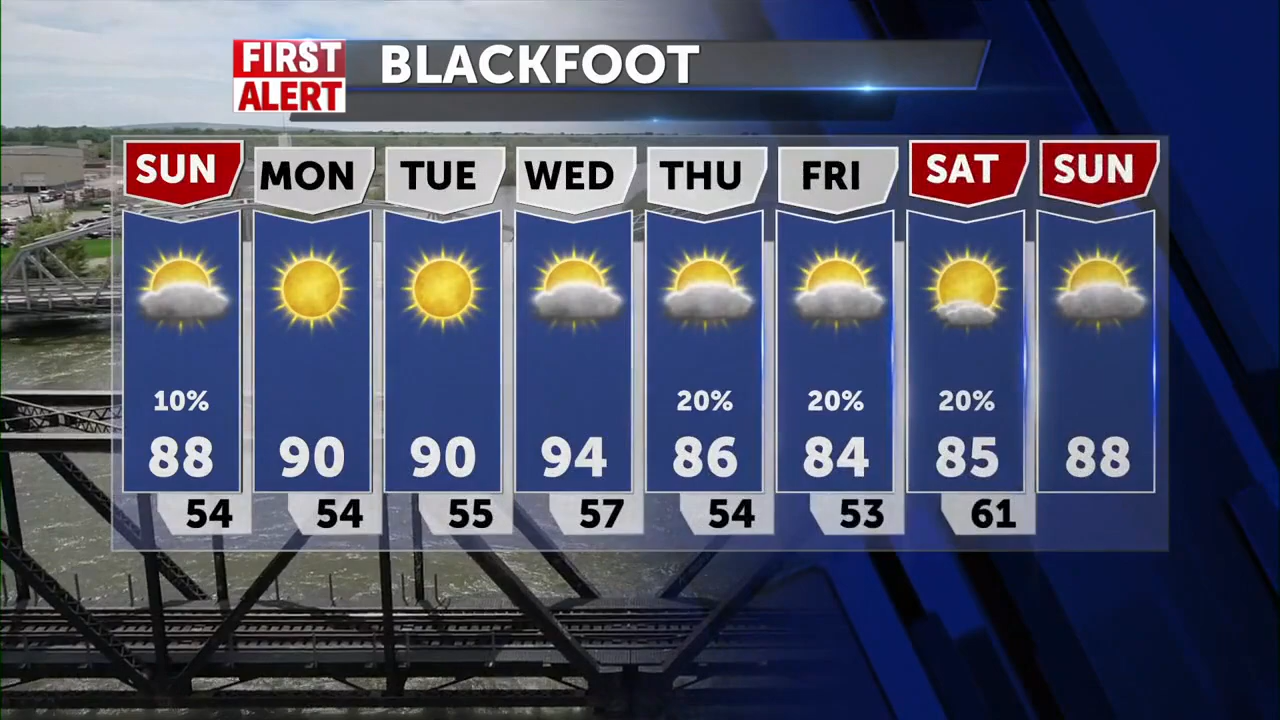 FIRST
ALERT
BLACKFOOT
SUN MON TUE WED THU FRI SAT SUN
10% 20% 20% 20%
88 90 90 94 86 84 85 88
54 54 55 57 54 53 61